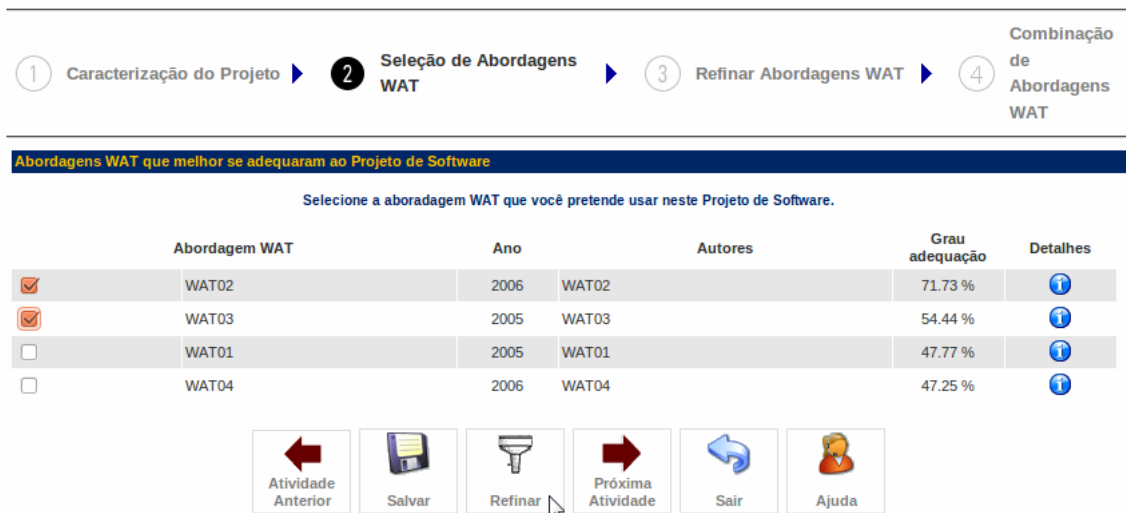 1 Caracterização do Projeto
2 Seleção de Abordagens
WAT
3 Refinar Abordagens WAT
4 Combinação
de
Abordagens
WAT
Abordagens WAT que melhor se adequaram ao Projeto de Software
Selecione a aboradagem WAT que você pretende usar neste Projeto de Software.
Abordagem WAT Ano Autores Grau adequação Detalhes
WAT02 2006 WAT02 71.73 %
WAT03 2005 WAT03 54.44 %
WAT01 2005 WAT01 47.77 %
WAT04 2006 WAT04 47.25 %
Atividade
Anterior
Salvar
Refinar
Próxima
Atividade
Sair
Ajuda